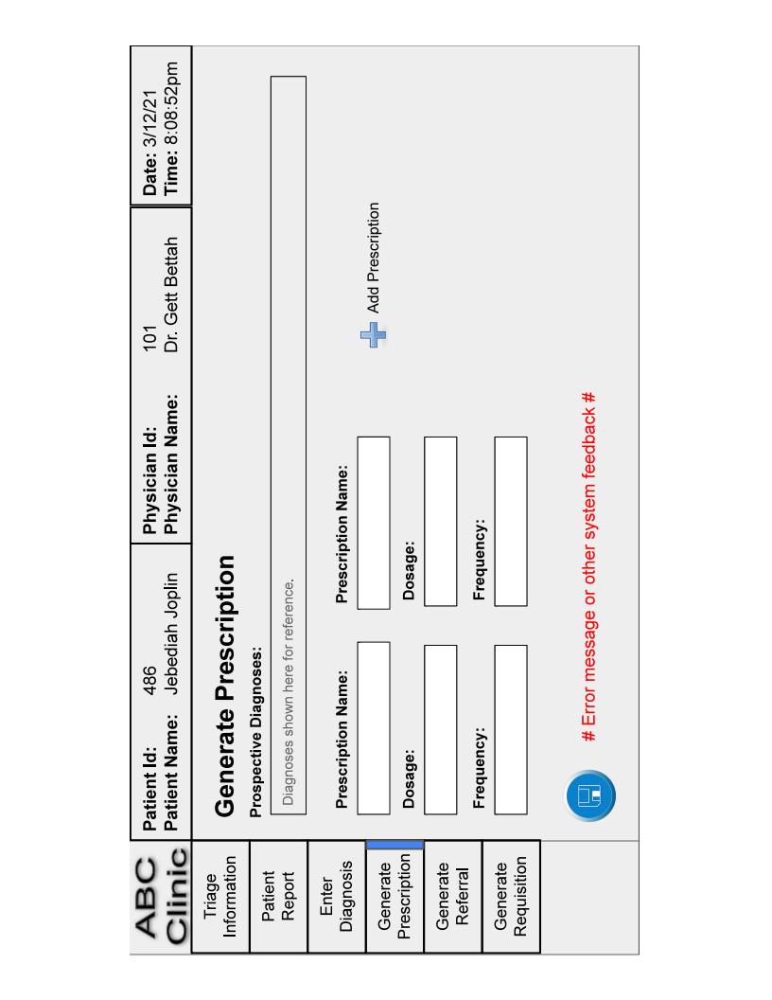 ABC
Clinic
Patient Id: 486
Patient Name: Jebediah Joplin
Physician Id: 101
Physician Name: Dr. Gett Bettah
Date: 3/12/21
Time: 8:08:52pm
Triage
Information
Patient
Report
Enter
Diagnosis
Generate
Prescription
Generate
Referral
Generate
Requisition
Generate Prescription
Prospective Diagnoses:
Diagnoses shown here for reference.
Prescription Name:
Prescription Name:
Add Prescription
Dosage:
Dosage:
Frequency:
Frequency:
# Error message or other system feedback #